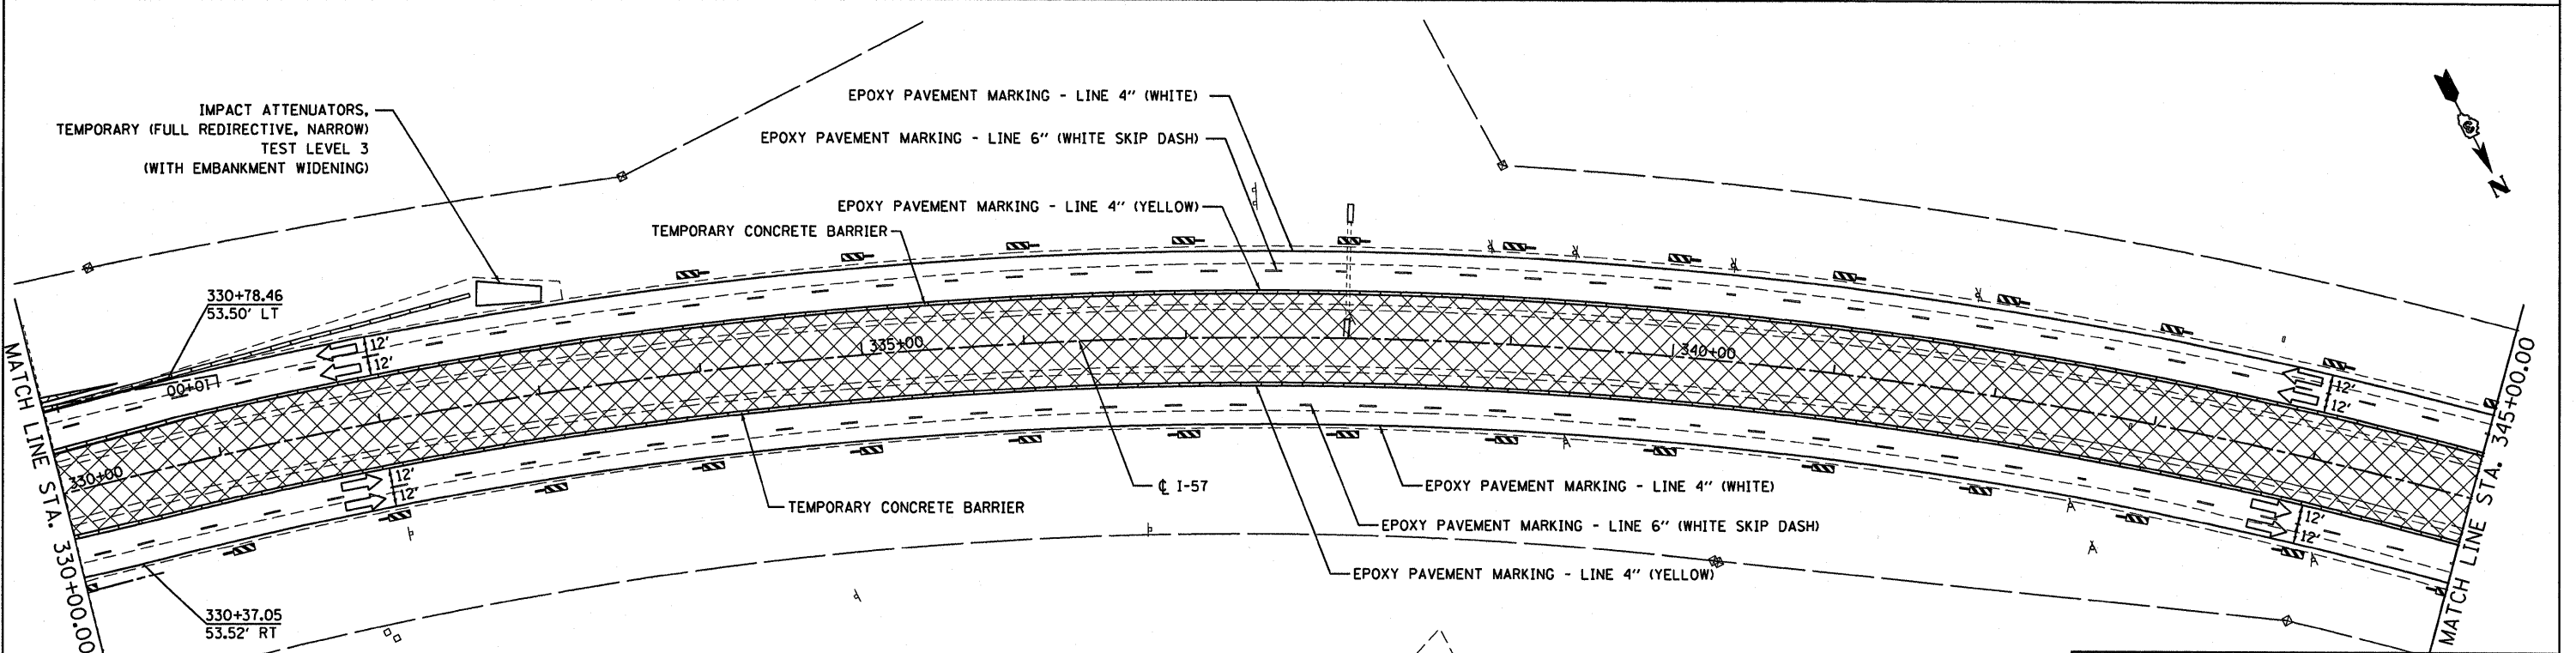 EPOXY PAVEMENT MARKING - LINE 4" (WHITE)
IMPACT ATTENUATORS,
TEMPORARY (FULL REDIRECTIVE, NARROW)
TEST LEVEL 3
(WITH EMBANKMENT WIDENING)
EPOXY PAVEMENT MARKING - LINE 6" (WHITE SKIP DASH)
N
EPOXY PAVEMENT MARKING - LINE 4" (YELLOW)
TEMPORARY CONCRETE BARRIER
330+78.46
53.50' LT
12'
12'
335+00
340+00
10+00
12'
12'
MATCH LINE STA. 330+00.00
MATCH LINE STA. 345+00.00
330+00
12'
12'
TEMPORARY CONCRETE BARRIER
℄ I-57
EPOXY PAVEMENT MARKING - LINE 4" (WHITE)
12'
12'
EPOXY PAVEMENT MARKING - LINE 6" (WHITE SKIP DASH)
EPOXY PAVEMENT MARKING - LINE 4" (YELLOW)
330+37.05
53.52' RT